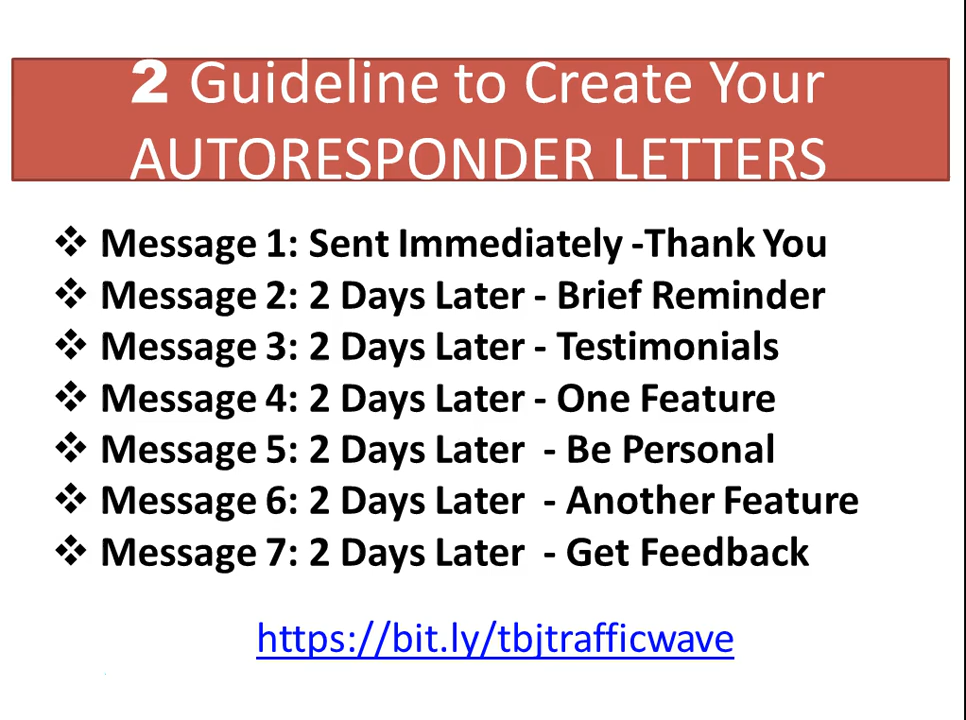 2 Guideline to Create Your
AUTORESPONDER LETTERS
❖ Message 1: Sent Immediately -Thank You
❖ Message 2: 2 Days Later - Brief Reminder
❖ Message 3: 2 Days Later - Testimonials
❖ Message 4: 2 Days Later - One Feature
❖ Message 5: 2 Days Later  - Be Personal
❖ Message 6: 2 Days Later  - Another Feature
❖ Message 7: 2 Days Later  - Get Feedback
https://bit.ly/tbjtrafficwave